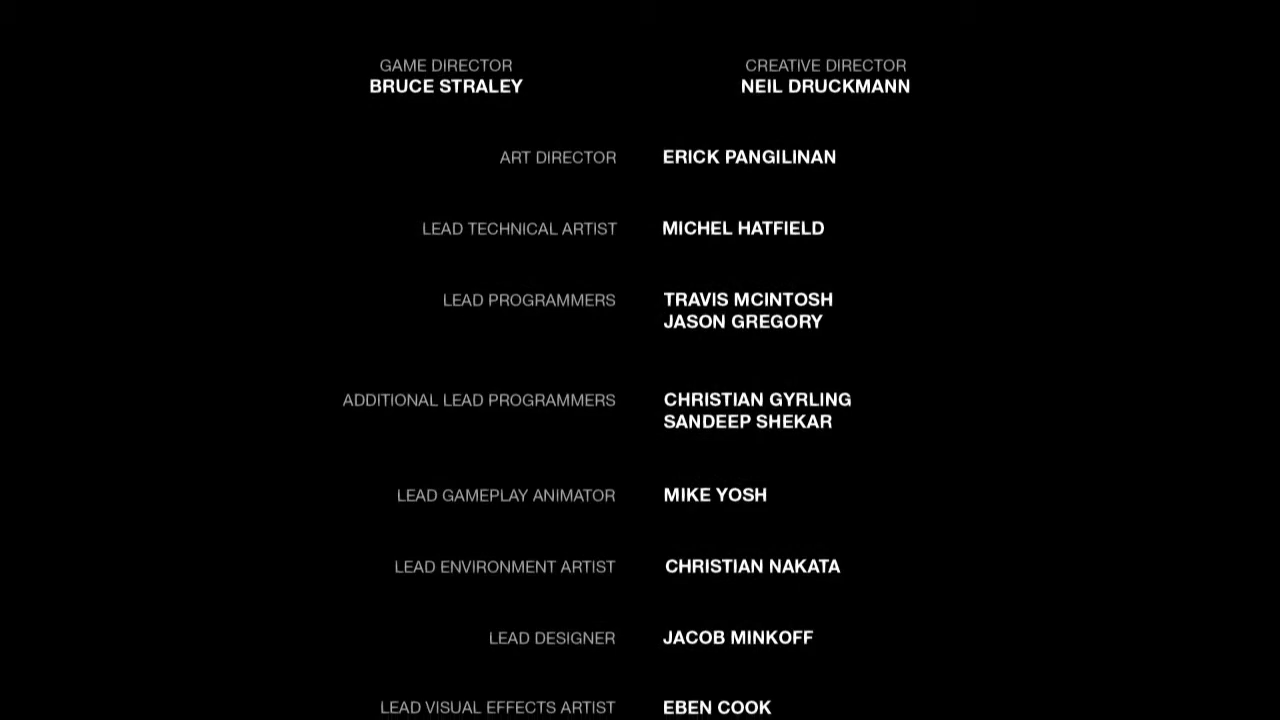 GAME DIRECTOR
BRUCE STRALEY
CREATIVE DIRECTOR
NEIL DRUCKMANN
ART DIRECTOR ERICK PANGILINAN
LEAD TECHNICAL ARTIST MICHEL HATFIELD
LEAD PROGRAMMERS TRAVIS MCINTOSH
JASON GREGORY
ADDITIONAL LEAD PROGRAMMERS CHRISTIAN GYRLING
SANDEEP SHEKAR
LEAD GAMEPLAY ANIMATOR MIKE YOSH
LEAD ENVIRONMENT ARTIST CHRISTIAN NAKATA
LEAD DESIGNER JACOB MINKOFF
LEAD VISUAL EFFECTS ARTIST EBEN COOK